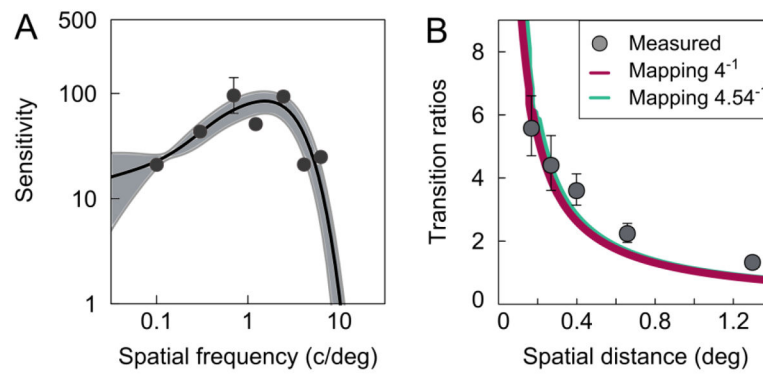 A
500
100
10
1
Sensitivity
0.1
1
10
Spatial frequency (c/deg)
B
8
6
4
2
0
Transition ratios
0
0.4
0.8
1.2
Spatial distance (deg)
Measured
Mapping 4⁻¹